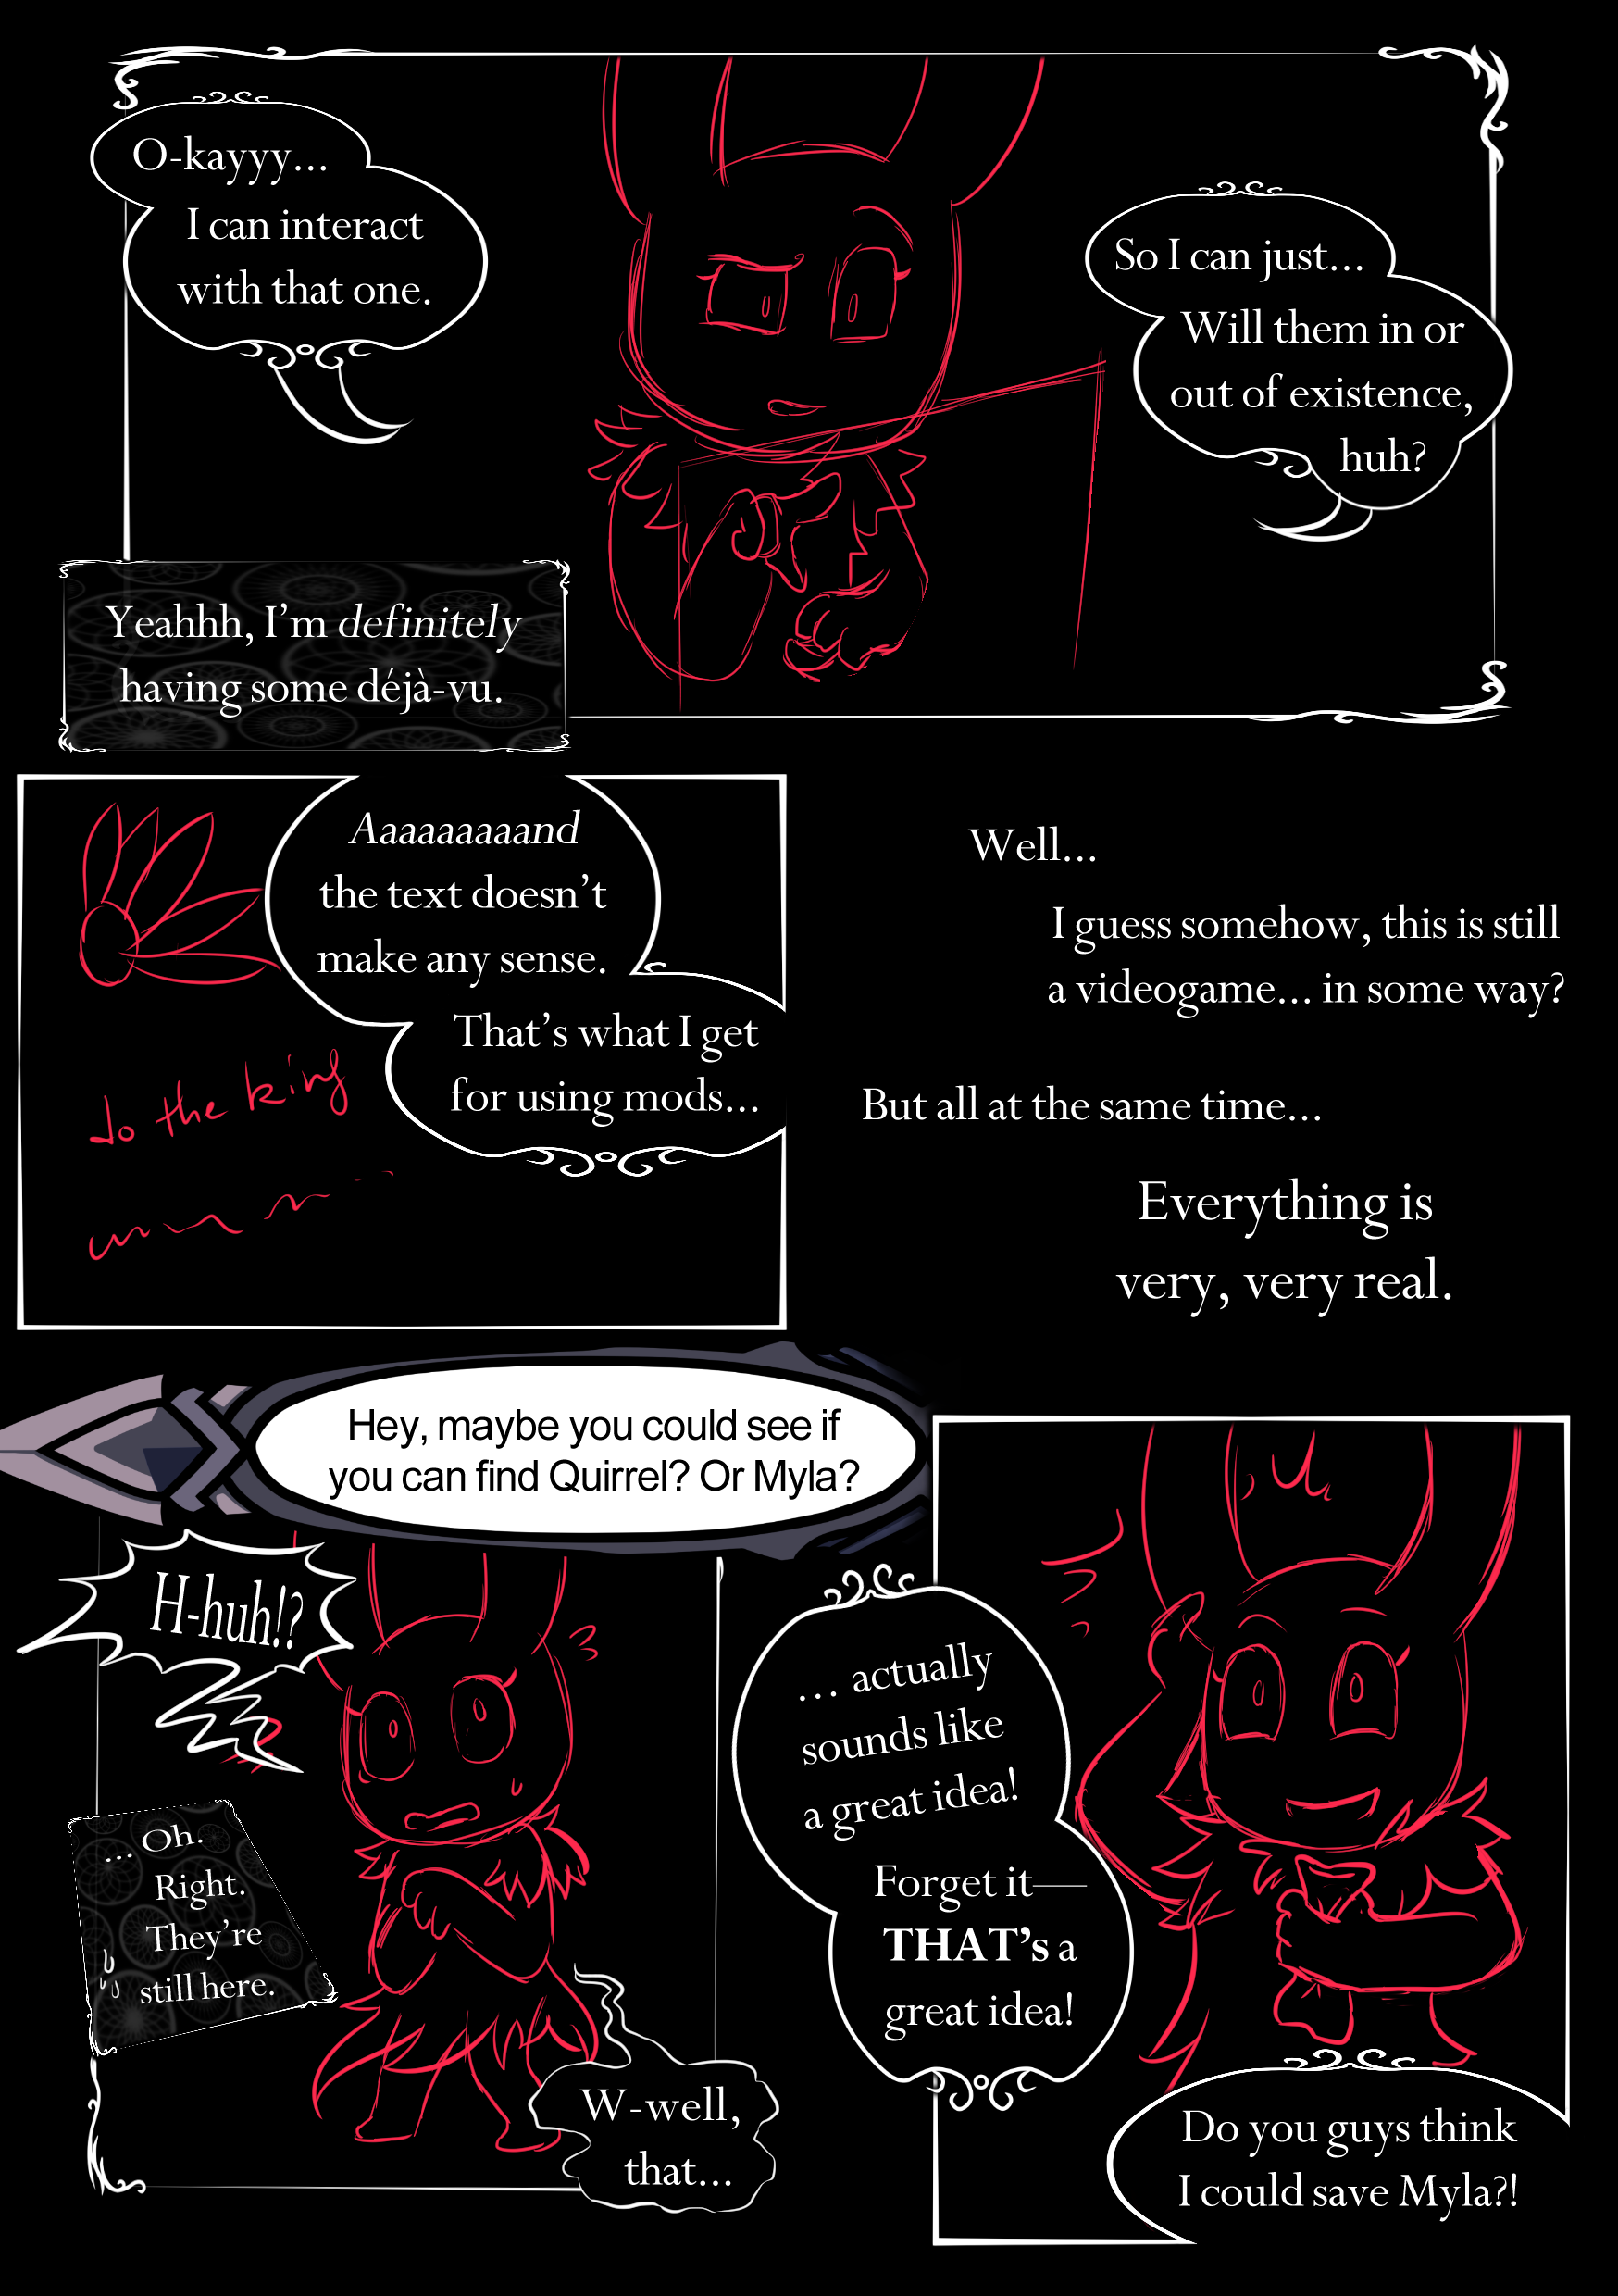 O-kayyy...
I can interact
with that one.
So I can just...
Will them in or
out of existence,
huh?
Yeahhh, I'm definitely
having some déjà-vu.
Aaaaaaaaand
the text doesn't
make any sense.
That's what I get
for using mods...
do the king
Well...
I guess somehow, this is still
a videogame... in some way?
But all at the same time...
Everything is
very, very real.
Hey, maybe you could see if
you can find Quirrel? Or Myla?
H-huh!?
... Oh.
Right.
They're
still here.
W-well,
that...
... actually
sounds like
a great idea!
Forget it—
THAT's a
great idea!
Do you guys think
I could save Myla?!